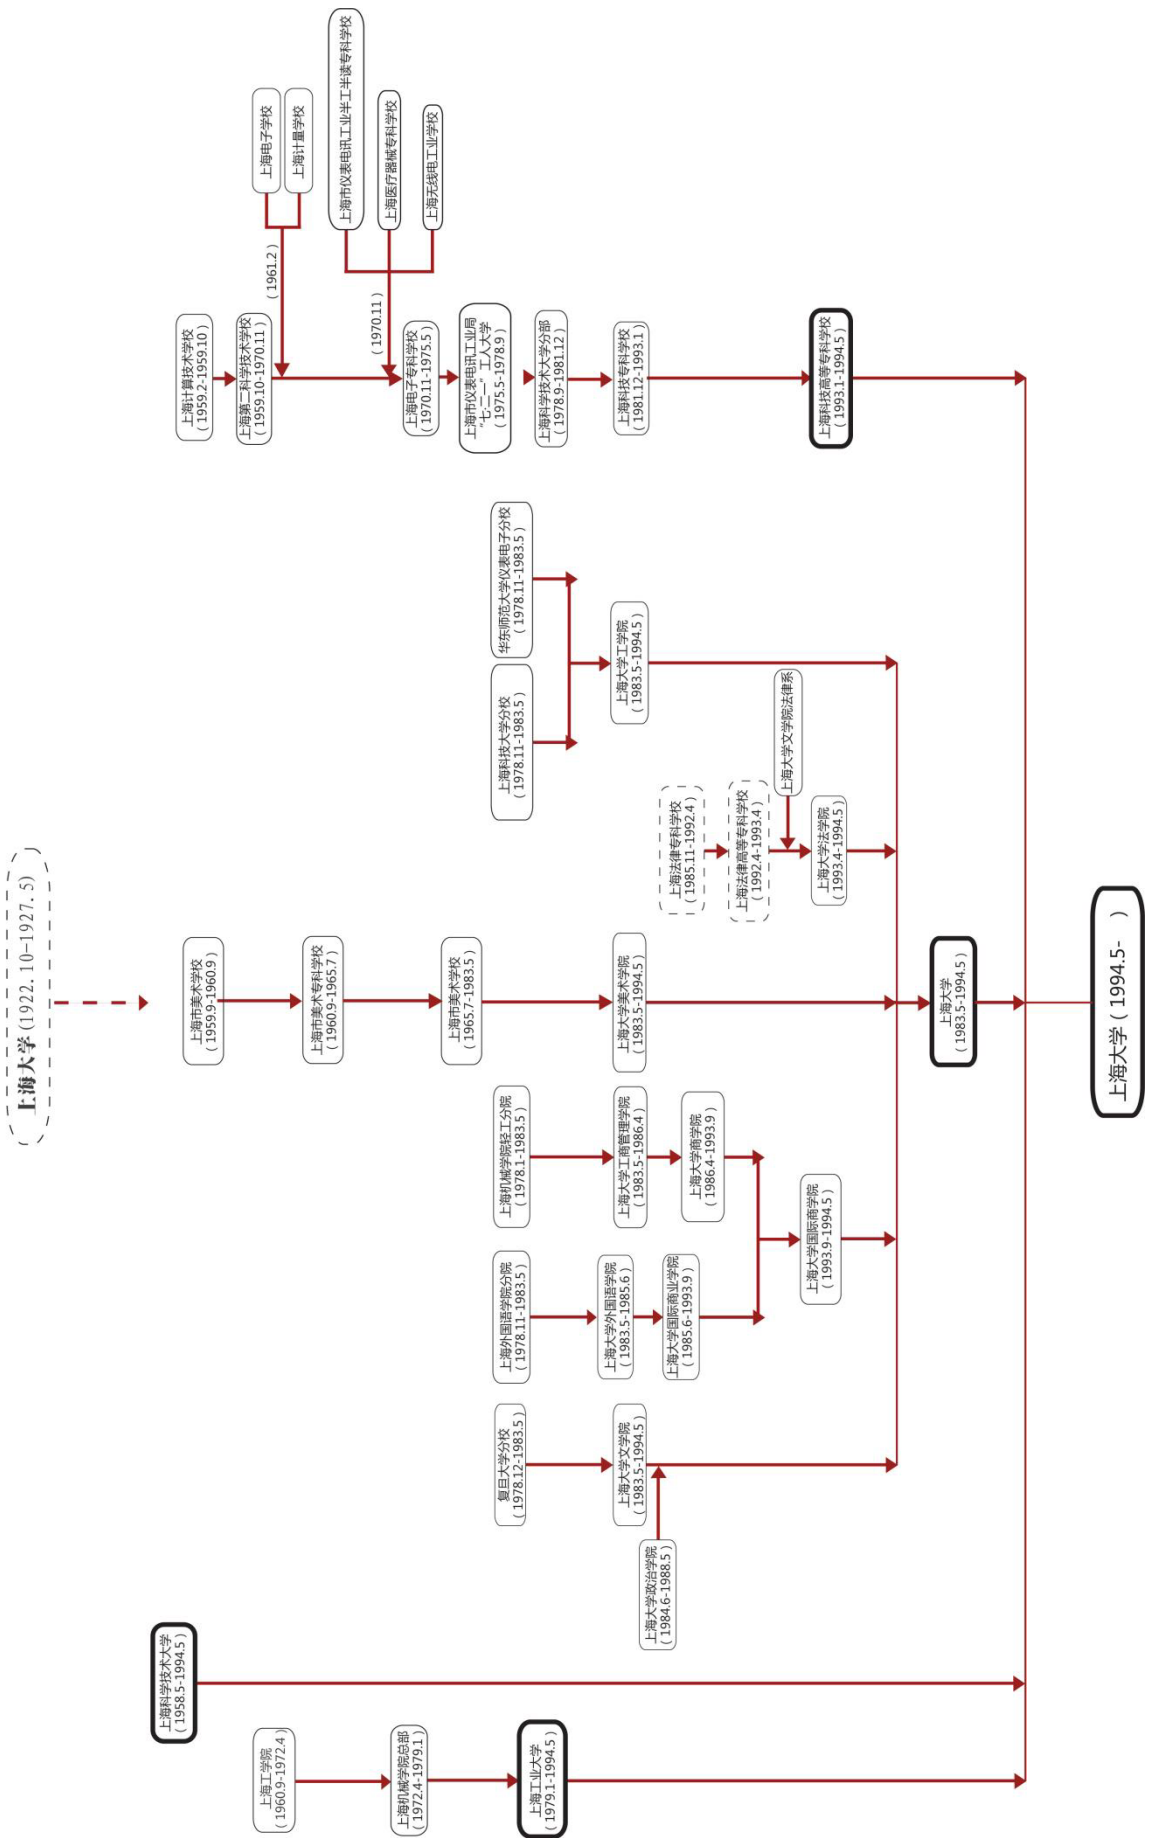 上海大学(1922.10-1927.5)
上海工学院
(1960.9-1972.4)
上海机械学院总部
(1972.4-1979.1)
上海工业大学
(1979.1-1994.5)
上海科学技术大学
(1958.5-1994.5)
复旦大学分校
(1978.12-1983.5)
上海大学文学院
(1983.5-1994.5)
上海大学政治学院
(1984.6-1988.5)
上海外国语学院分院
(1978.11-1983.5)
上海大学外国语学院
(1983.5-1985.6)
上海大学国际商业学院
(1985.6-1993.9)
上海机械学院轻工分院
(1978.1-1983.5)
上海大学工商管理学院
(1983.5-1986.4)
上海大学商学院
(1986.4-1993.9)
上海大学国际商学院
(1993.9-1994.5)
上海市美术学校
(1959.9-1960.9)
上海市美术专科学校
(1960.9-1965.7)
上海市美术学校
(1965.7-1983.5)
上海大学美术学院
(1983.5-1994.5)
上海法律专科学校
(1985.11-1992.4)
上海法律高等专科学校
(1992.4-1993.4)
上海大学文学院法律系
上海大学法学院
(1993.4-1994.5)
上海科技大学分校
(1978.11-1983.5)
华东师范大学仪表电子分校
(1978.11-1983.5)
上海大学工学院
(1983.5-1994.5)
上海大学
(1983.5-1994.5)
上海计算技术学校
(1959.2-1959.10)
上海第二科学技术学校
(1959.10-1970.11)
上海电子学校
上海计量学校
(1961.2)
上海市仪表电讯工业半工半读专科学校
上海医疗器械专科学校
上海无线电工业学校
(1970.11)
上海电子专科学校
(1970.11-1975.5)
上海市仪表电讯工业局
“七·二一”工人大学
(1975.5-1978.9)
上海科学技术大学分部
(1978.9-1981.12)
上海科技专科学校
(1981.12-1993.1)
上海科技高等专科学校
(1993.1-1994.5)
上海大学(1994.5- )